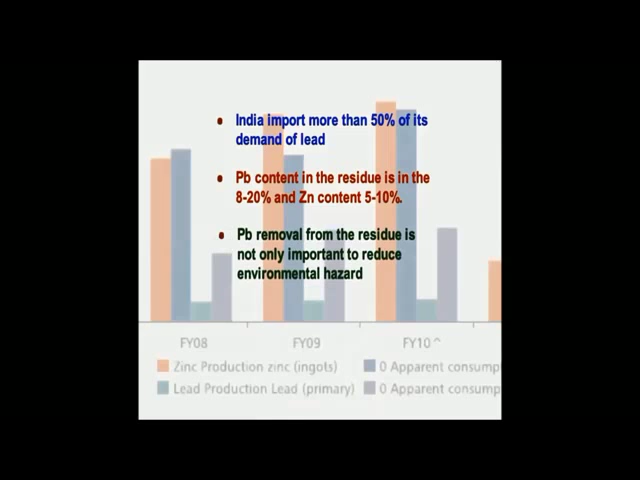 India import more than 50% of its
demand of lead
Pb content in the residue is in the
8-20% and Zn content 5-10%.
Pb removal from the residue is
not only important to reduce
environmental hazard
FY08
FY09
FY10^
Zinc Production zinc (ingots)
0 Apparent consump
Lead Production Lead (primary)
0 Apparent consump